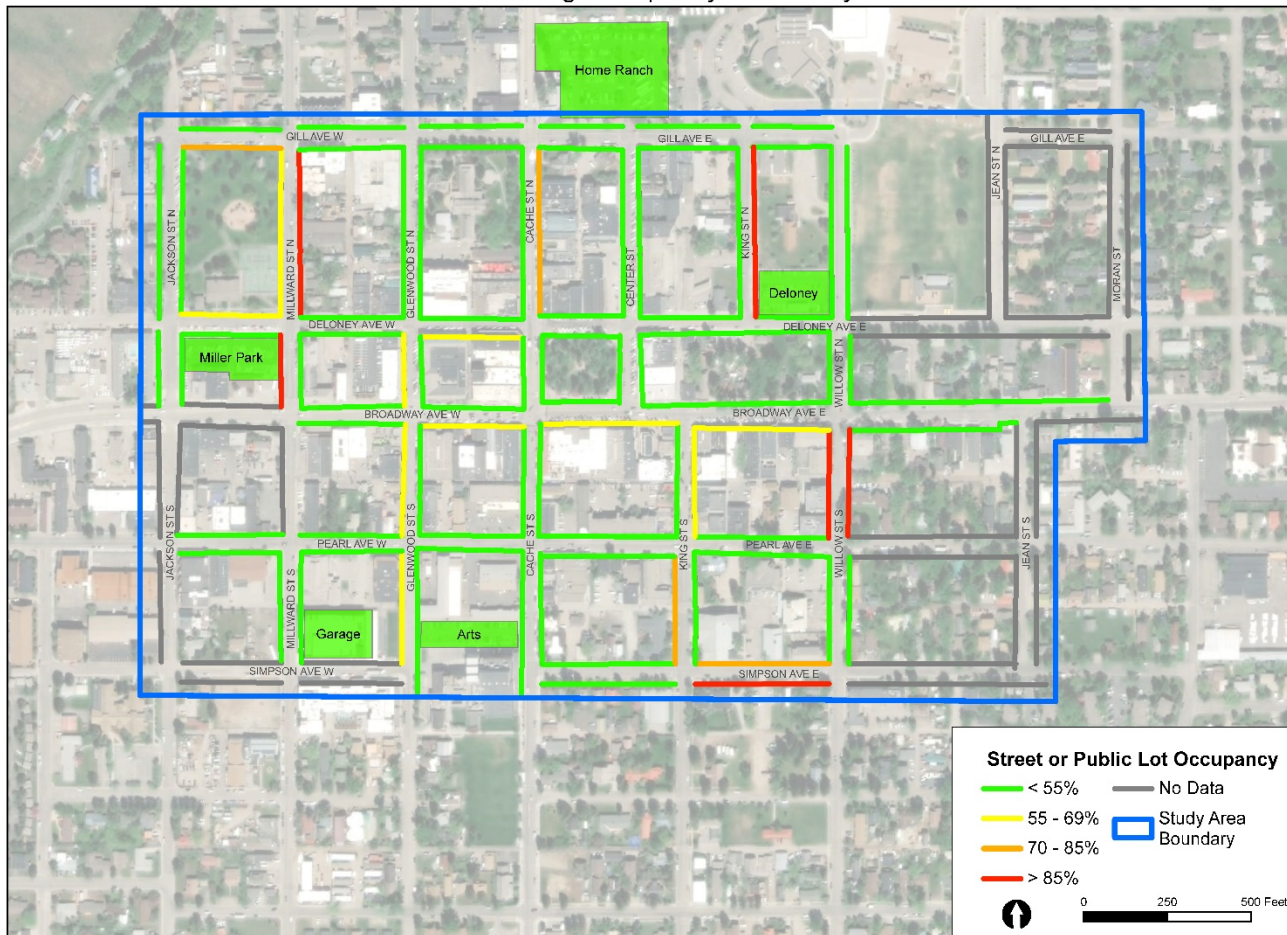 Home Ranch
GILL AVE W
GILL AVE E
GILL AVE E
JACKSON ST N
MILLWARD ST N
GLENWOOD ST N
CACHE ST N
CENTER ST
KING ST N
JEAN ST N
MORAN ST
Deloney
DELONEY AVE W
DELONEY AVE E
Miller Park
WILLOW ST N
BROADWAY AVE W
BROADWAY AVE E
PEARL AVE W
PEARL AVE E
JACKSON ST S
MILLWARD ST S
GLENWOOD ST S
CACHE ST S
KING ST S
WILLOW ST S
JEAN ST S
Garage
Arts
SIMPSON AVE W
SIMPSON AVE E
Street or Public Lot Occupancy
< 55%
No Data
55 - 69%
Study Area
Boundary
70 - 85%
> 85%
0 250 500 Feet